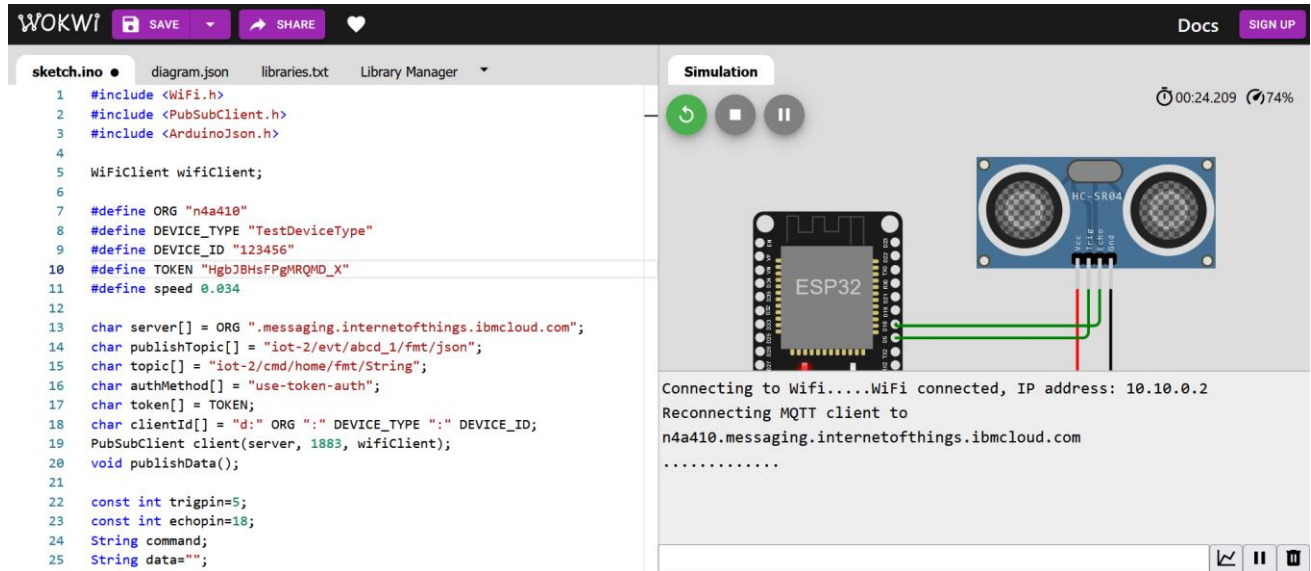 WOKWI SAVE SHARE Docs SIGN UP
sketch.ino ● diagram.json libraries.txt Library Manager
Simulation
00:24.209 74%
1 #include <WiFi.h>
2 #include <PubSubClient.h>
3 #include <ArduinoJson.h>
4
5 WiFiClient wifiClient;
6
7 #define ORG "n4a410"
8 #define DEVICE_TYPE "TestDeviceType"
9 #define DEVICE_ID "123456"
10 #define TOKEN "HgbJBHsFPgMRQMD_X"
11 #define speed 0.034
12
13 char server[] = ORG ".messaging.internetofthings.ibmcloud.com";
14 char publishTopic[] = "iot-2/evt/abcd_1/fmt/json";
15 char topic[] = "iot-2/cmd/home/fmt/String";
16 char authMethod[] = "use-token-auth";
17 char token[] = TOKEN;
18 char clientId[] = "d:" ORG ":" DEVICE_TYPE ":" DEVICE_ID;
19 PubSubClient client(server, 1883, wifiClient);
20 void publishData();
21
22 const int trigpin=5;
23 const int echopin=18;
24 String command;
25 String data="";
HC-SR04
Vcc
Trig
Echo
Gnd
ESP32
Connecting to Wifi.....WiFi connected, IP address: 10.10.0.2
Reconnecting MQTT client to
n4a410.messaging.internetofthings.ibmcloud.com
.............